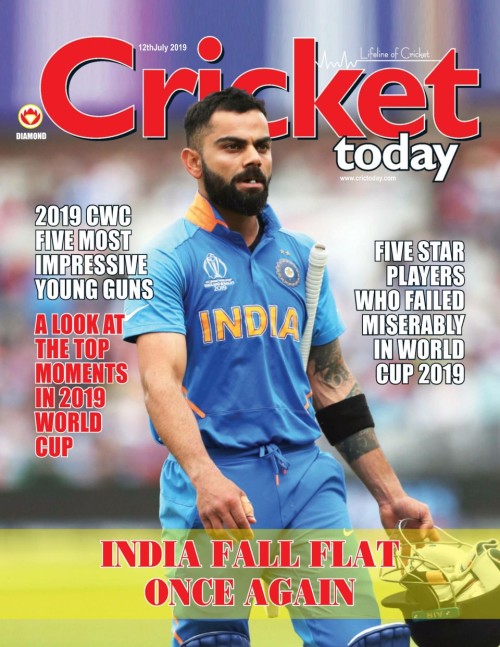 12thJuly 2019
Lifeline of Cricket
Cricket
today
www.crictoday.com
DIAMOND
2019 CWC
FIVE MOST
IMPRESSIVE
YOUNG GUNS
A LOOK AT
THE TOP
MOMENTS
IN 2019
WORLD
CUP
FIVE STAR
PLAYERS
WHO FAILED
MISERABLY
IN WORLD
CUP 2019
INDIA
INDIA FALL FLAT
ONCE AGAIN